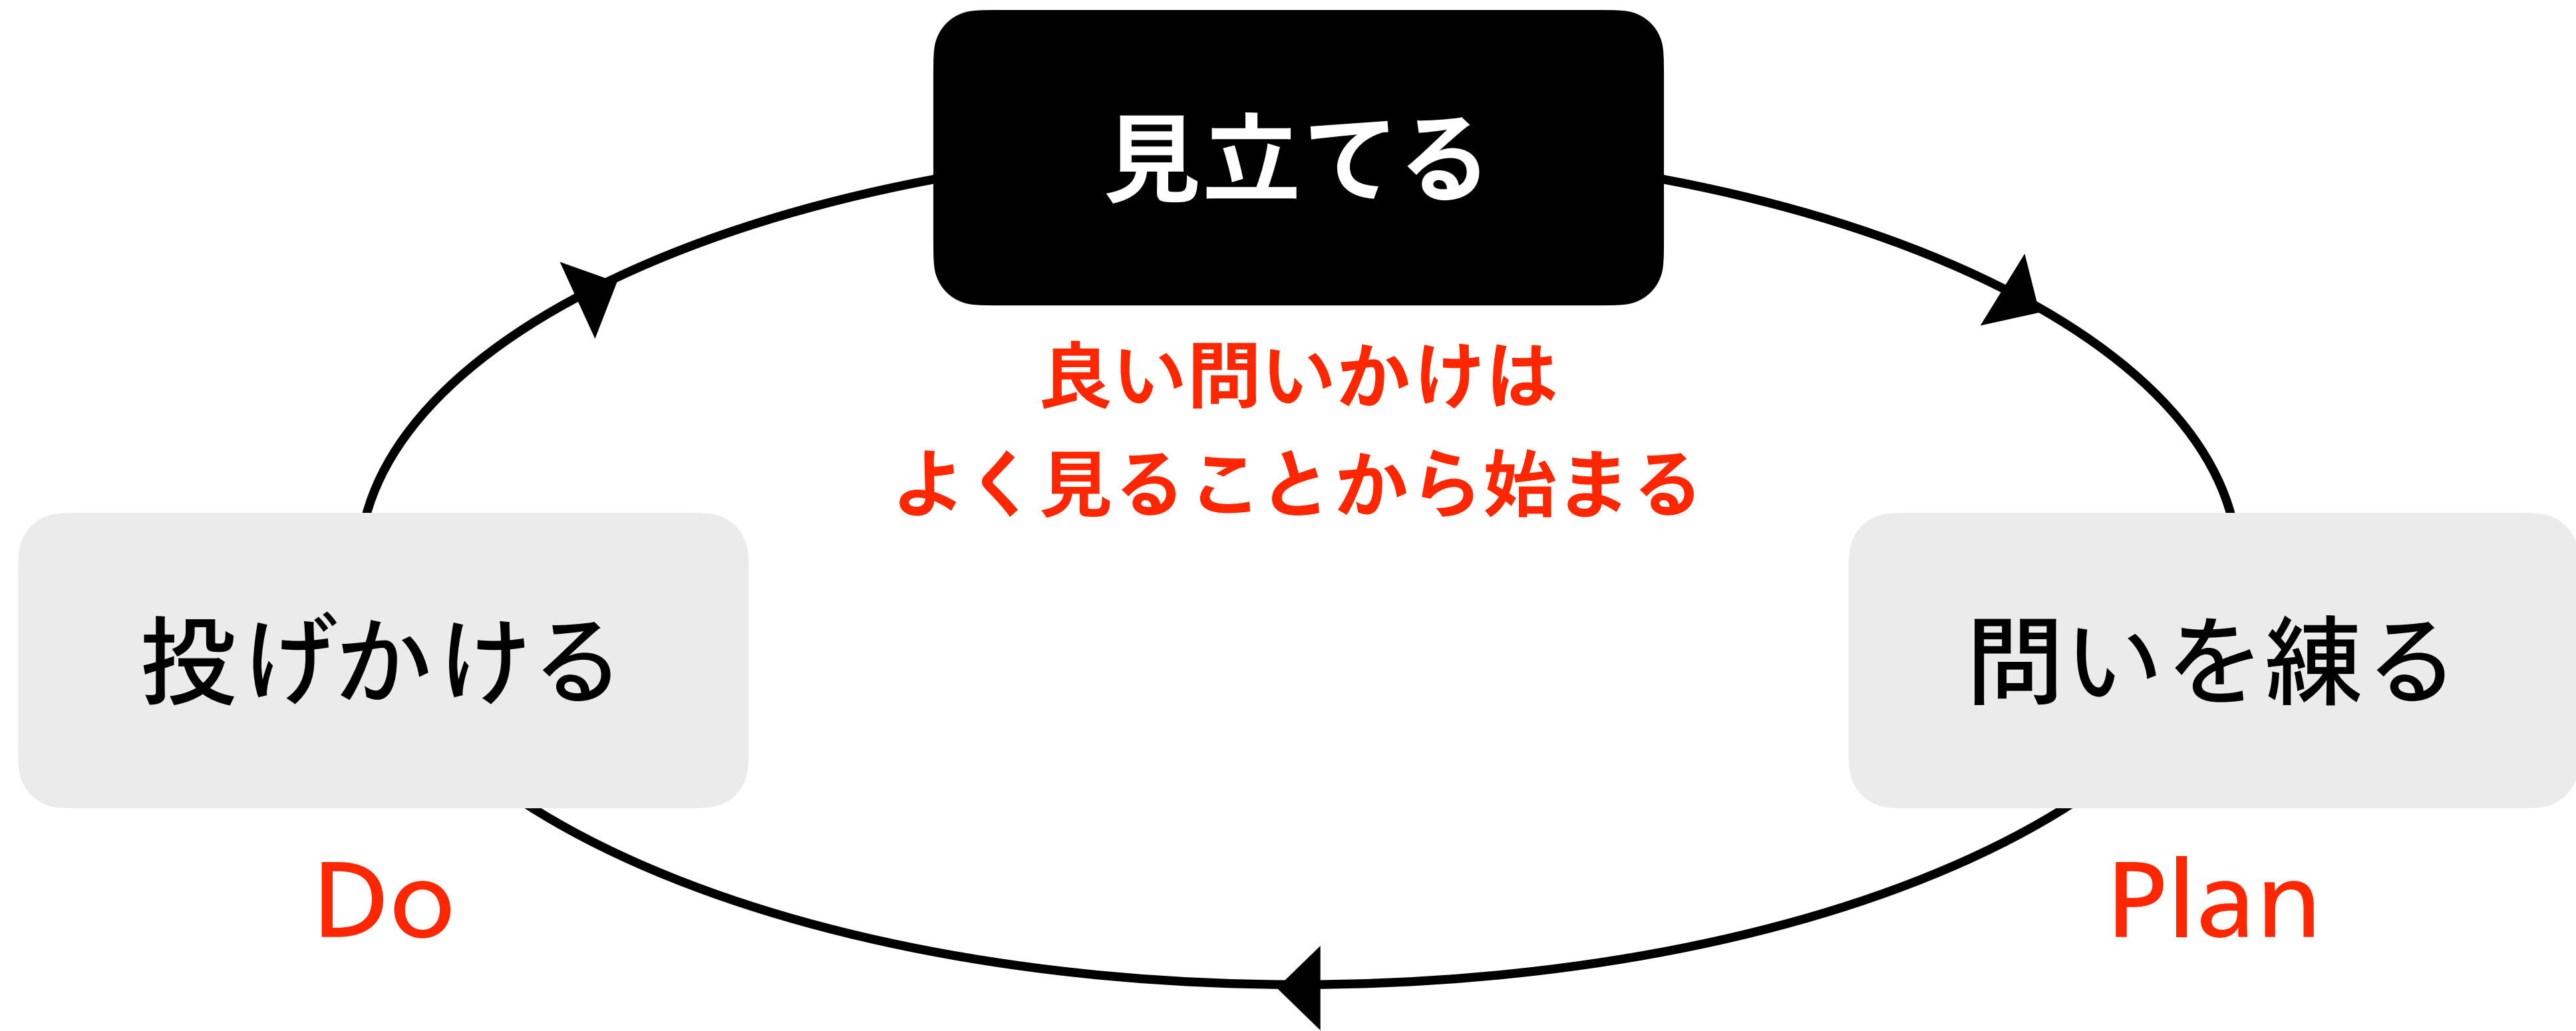 見立てる
良い問いかけは
よく見ることから始まる
投げかける
問いを練る
Do
Plan